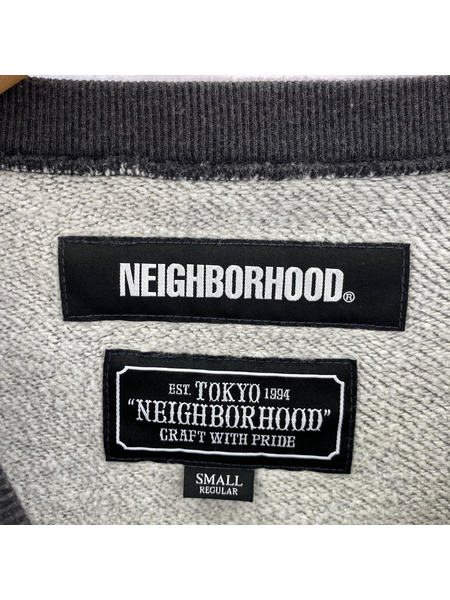 NEIGHBORHOOD®
EST. TOKYO 1994
"NEIGHBORHOOD"
CRAFT WITH PRIDE
SMALL
REGULAR